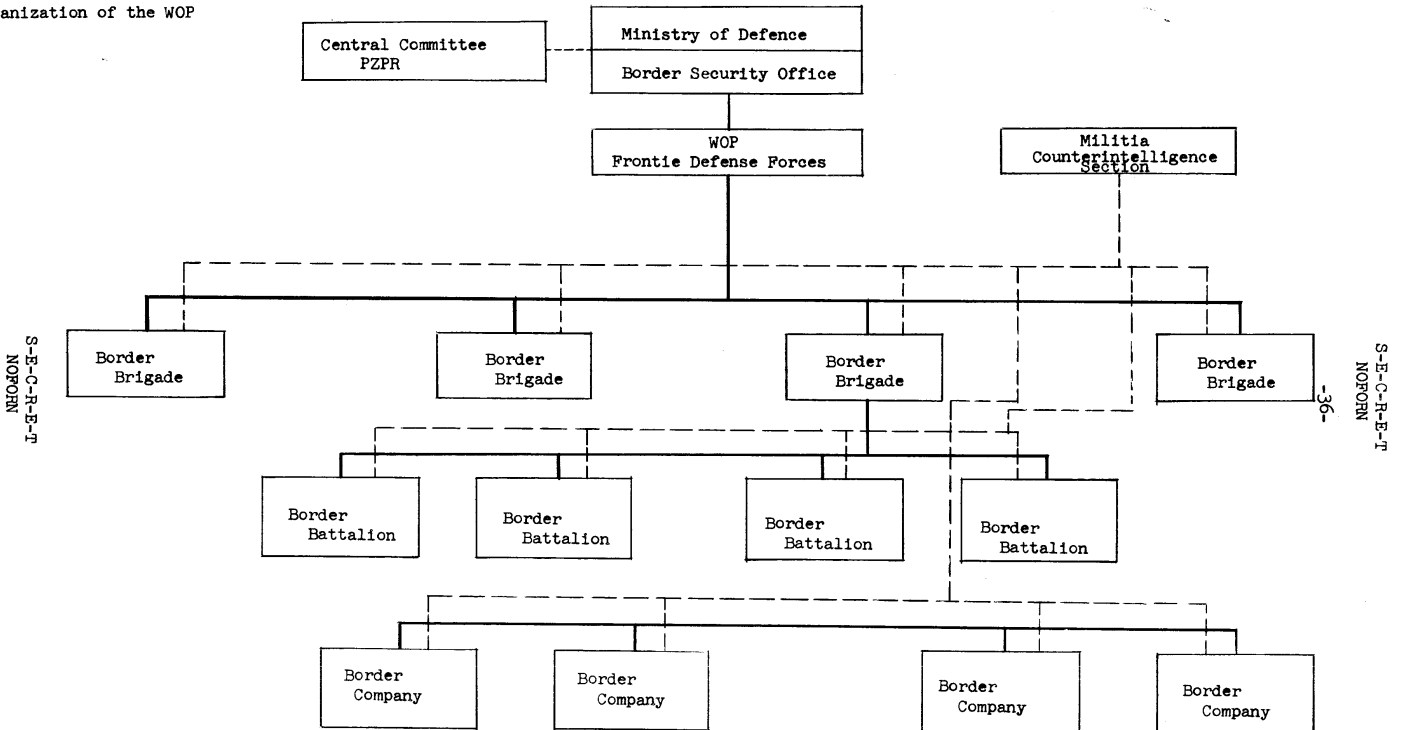 anization of the WOP
Central Committee
PZPR
Ministry of Defence
Border Security Office
WOP
Frontie Defense Forces
Militia
Counterintelligence
Section
S-E-C-R-E-T
NOFORN
Border
Brigade
Border
Brigade
Border
Brigade
Border
Brigade
-36-
S-E-C-R-E-T
NOFORN
Border
Battalion
Border
Battalion
Border
Battalion
Border
Battalion
Border
Company
Border
Company
Border
Company
Border
Company